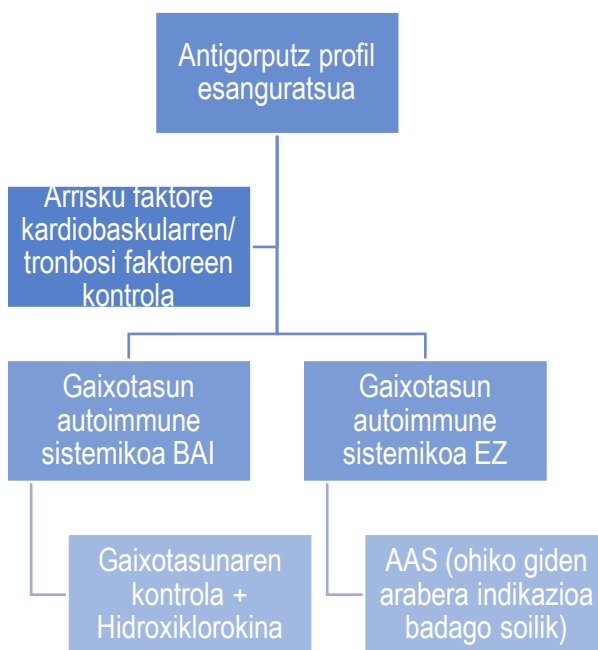 Antigorputz profil
esanguratsua
Arrisku faktore
kardiobaskularren/
tronbosi faktoreen
kontrola
Gaixotasun
autoimmune
sistemikoa BAI
Gaixotasun
autoimmune
sistemikoa EZ
Gaixotasunaren
kontrola +
Hidroxiklorokina
AAS (ohiko giden
arabera indikazioa
badago soilik)